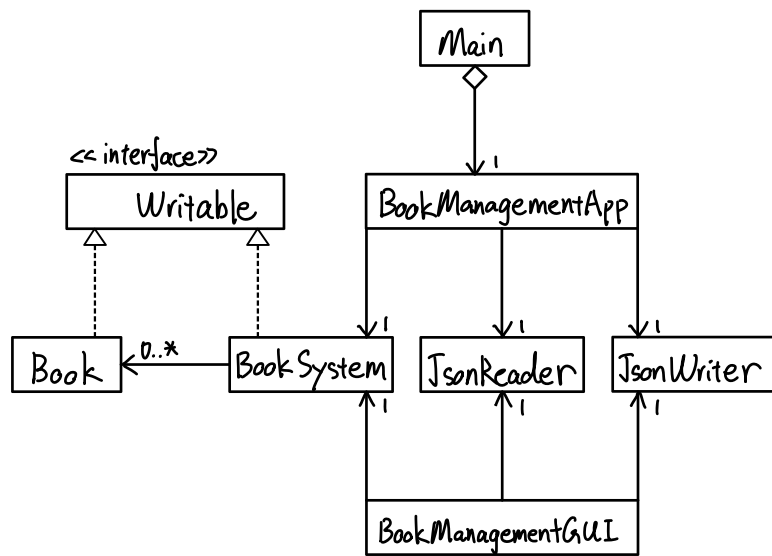 Main
<<interface>>
Writable
1
BookManagementApp
1
1
1
Book
0..*
BookSystem
JsonReader
JsonWriter
1
1
1
BookManagementGUI